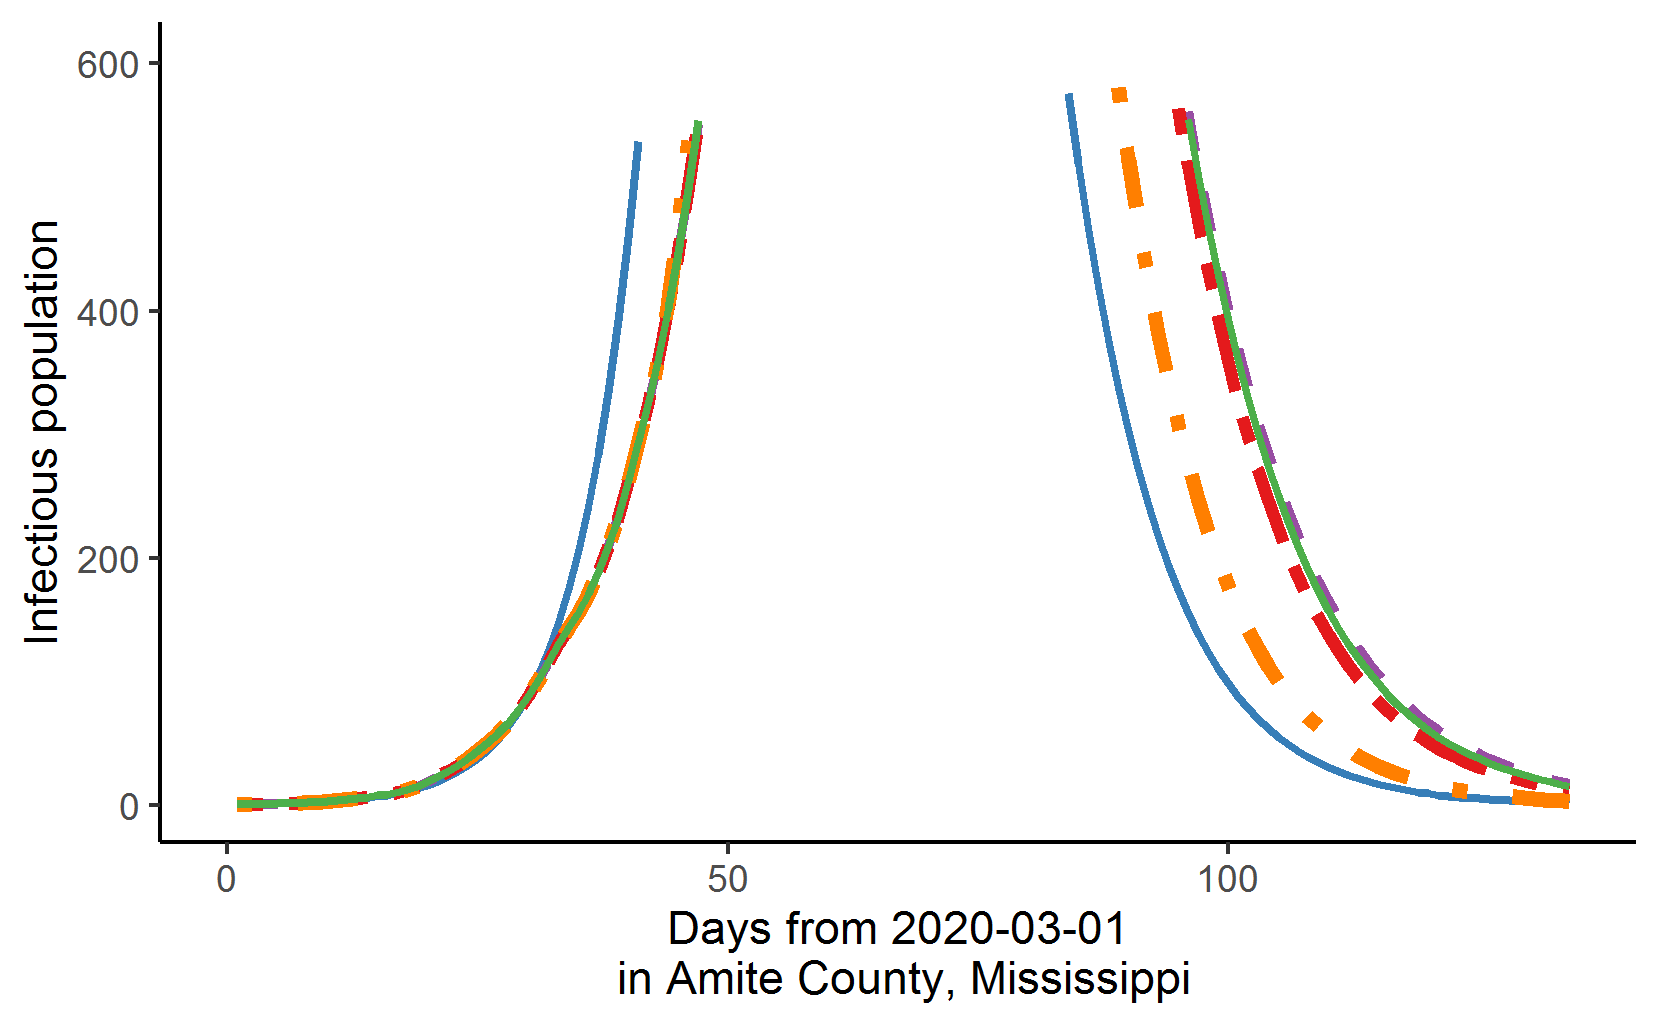 Infectious population
600
400
200
0
0 50 100
Days from 2020-03-01
in Amite County, Mississippi